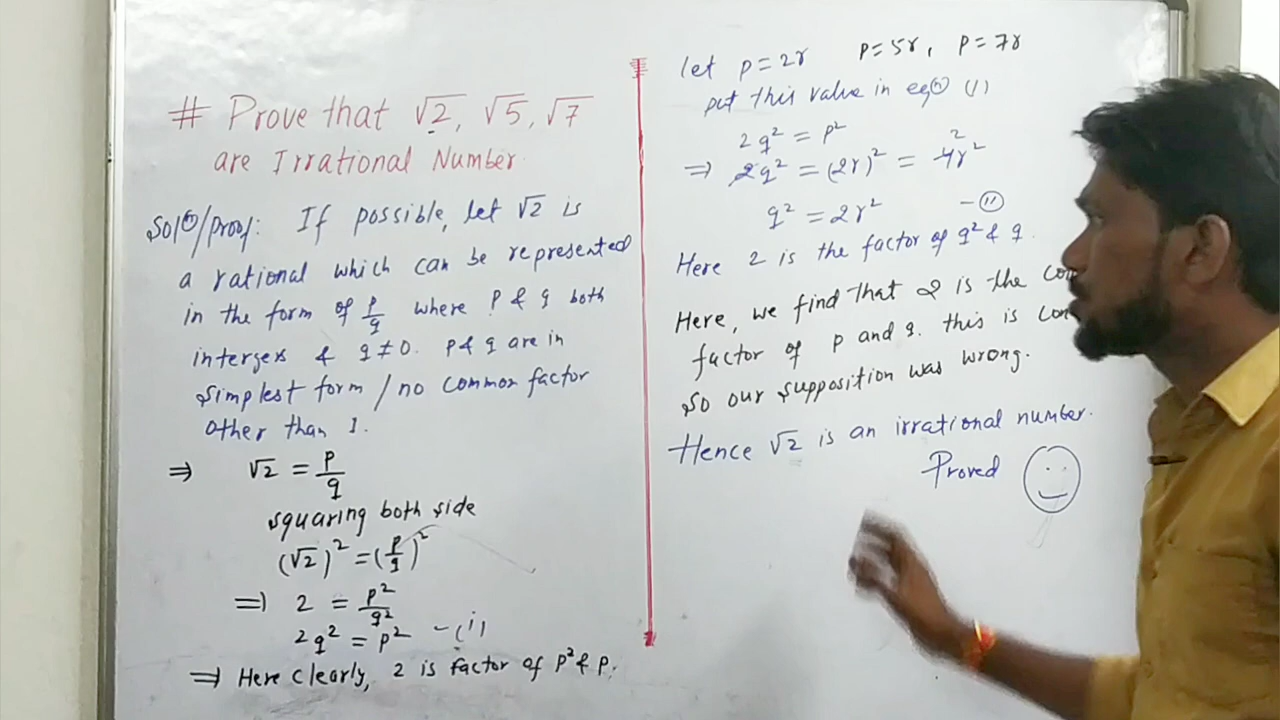 # Prove that √2, √5, √7
are Irrational Number
Solⁿ/Proof: If possible, let √2 is
a rational which can be represented
in the form of p/q where P & q both
intergers & q ≠ 0. p & q are in
simplest form / no common factor
other than 1.
⇒ √2 = p/q
squaring both side
(√2)² = (p/q)²
⇒ 2 = p²/q²
2q² = p² -(i)
⇒ Here clearly, 2 is factor of p² & p.
let p = 2r P = 5r, P = 7r
put this value in eqⁿ (1)
2q² = p²
⇒ 2q² = (2r)² = 4r² 2
q² = 2r² -(ii)
Here 2 is the factor of q² & q.
Here, we find that 2 is the
factor of p and q. this is
So our supposition was wrong.
Hence √2 is an irrational number.
Proved